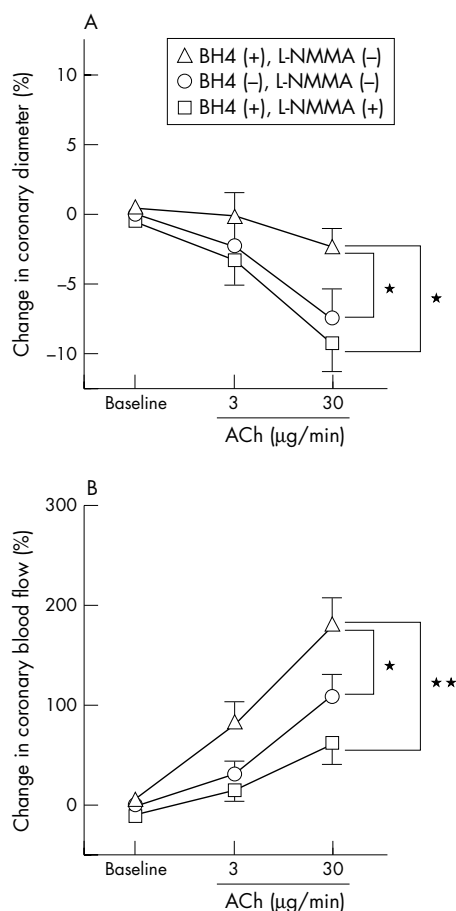 A
BH4 (+), L-NMMA (–)
BH4 (–), L-NMMA (–)
BH4 (+), L-NMMA (+)
Change in coronary diameter (%)
10
5
0
–5
–10
★
★
Baseline
3
30
ACh (µg/min)
B
Change in coronary blood flow (%)
300
200
100
0
★
★★
Baseline
3
30
ACh (µg/min)